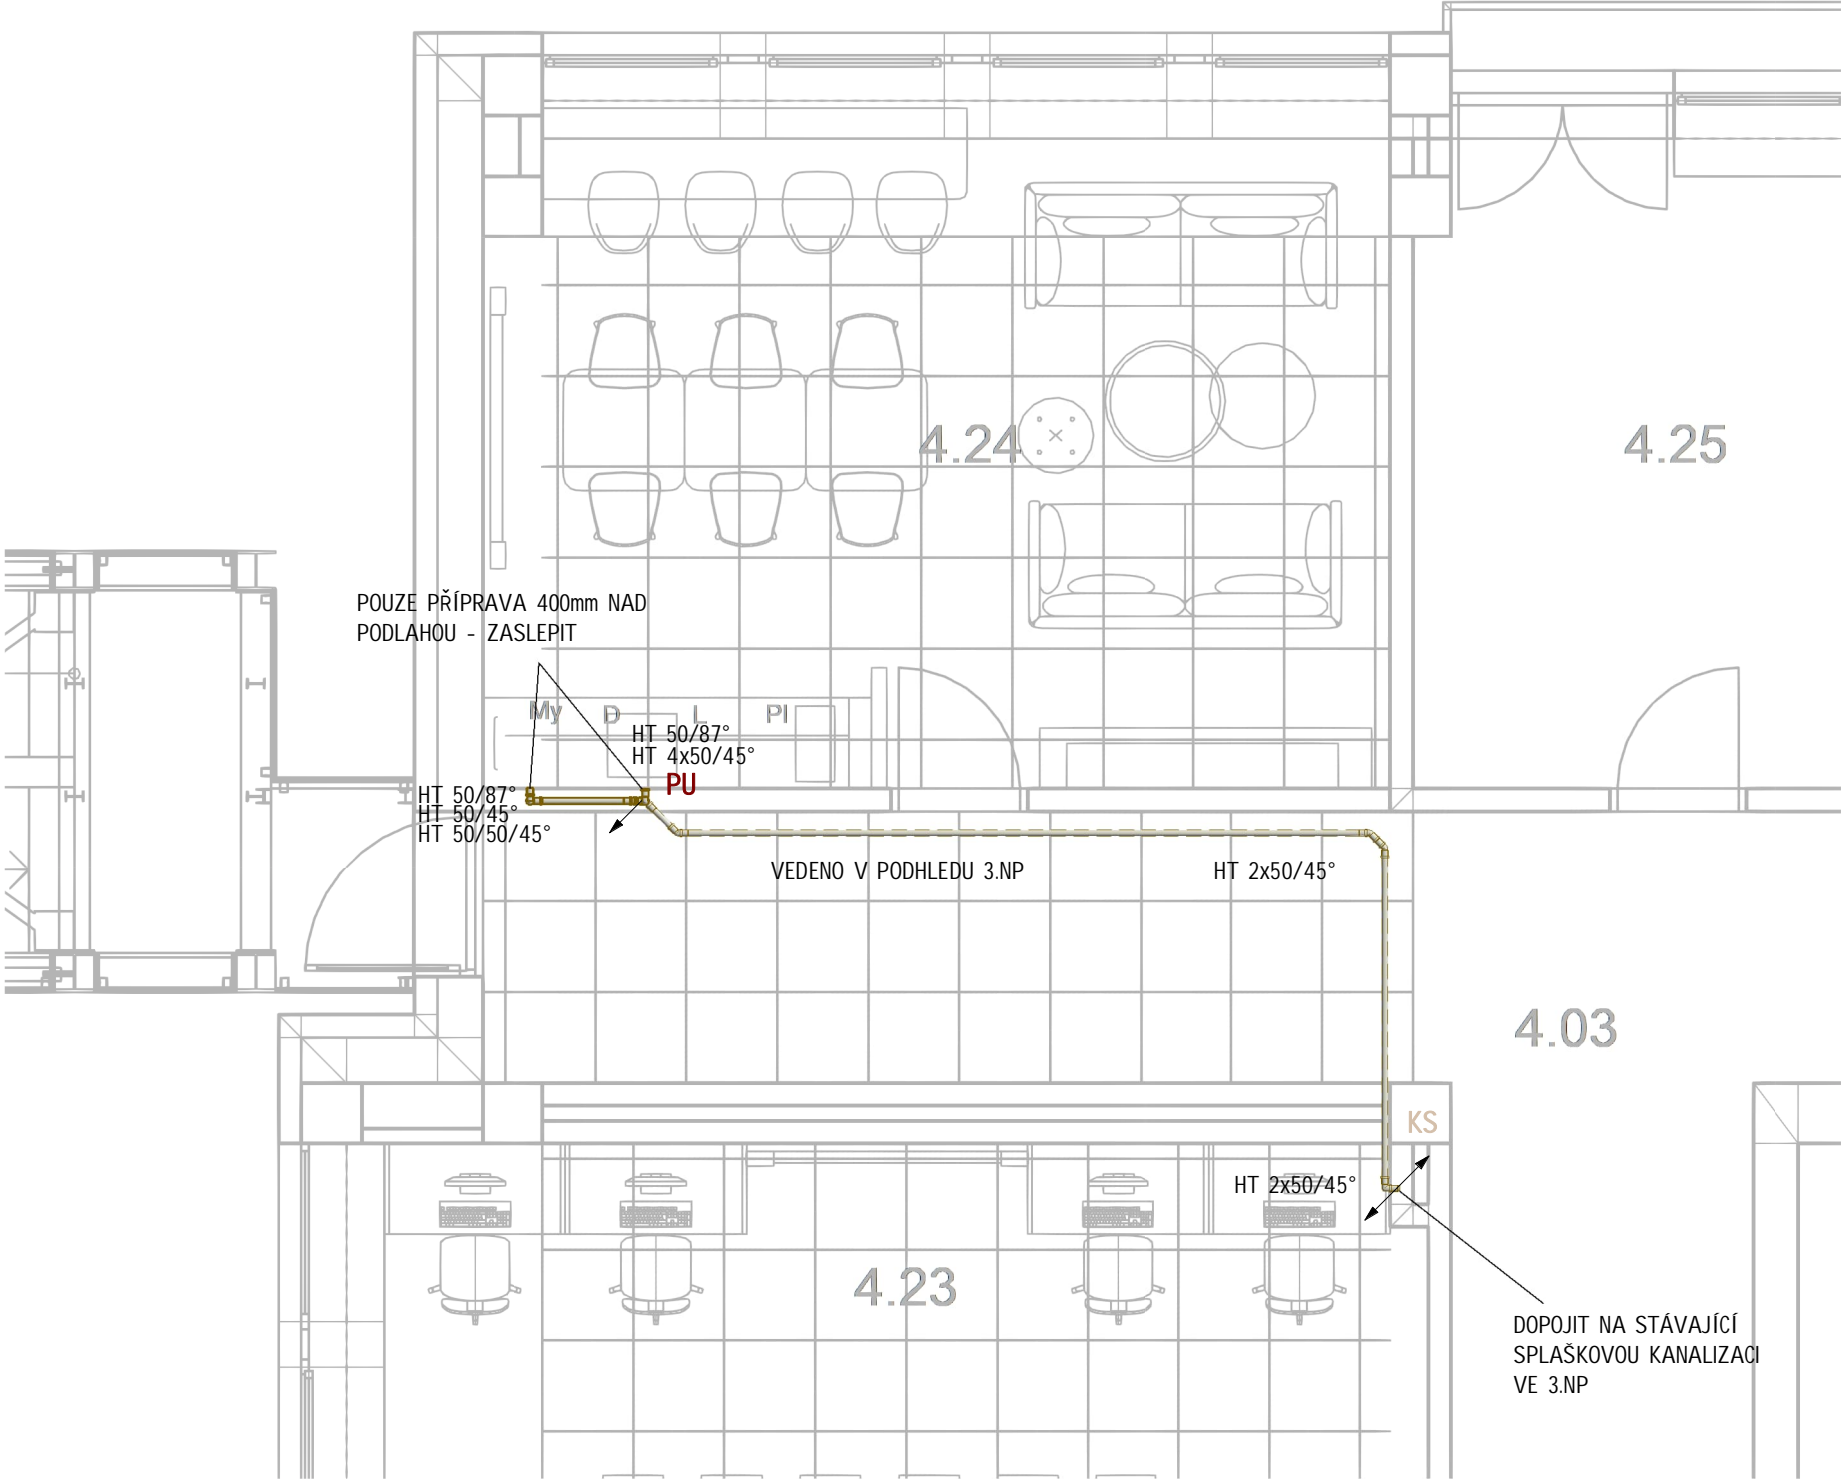 4.24
4.25
POUZE PŘÍPRAVA 400mm NAD
PODLAHOU - ZASLEPIT
My D L Pl
HT 50/87°
HT 4x50/45°
PU
HT 50/87°
HT 50/45°
HT 50/50/45°
VEDENO V PODHLEDU 3.NP
HT 2x50/45°
4.03
KS
HT 2x50/45°
4.23
DOPOJIT NA STÁVAJÍCÍ
SPLAŠKOVOU KANALIZACI
VE 3.NP